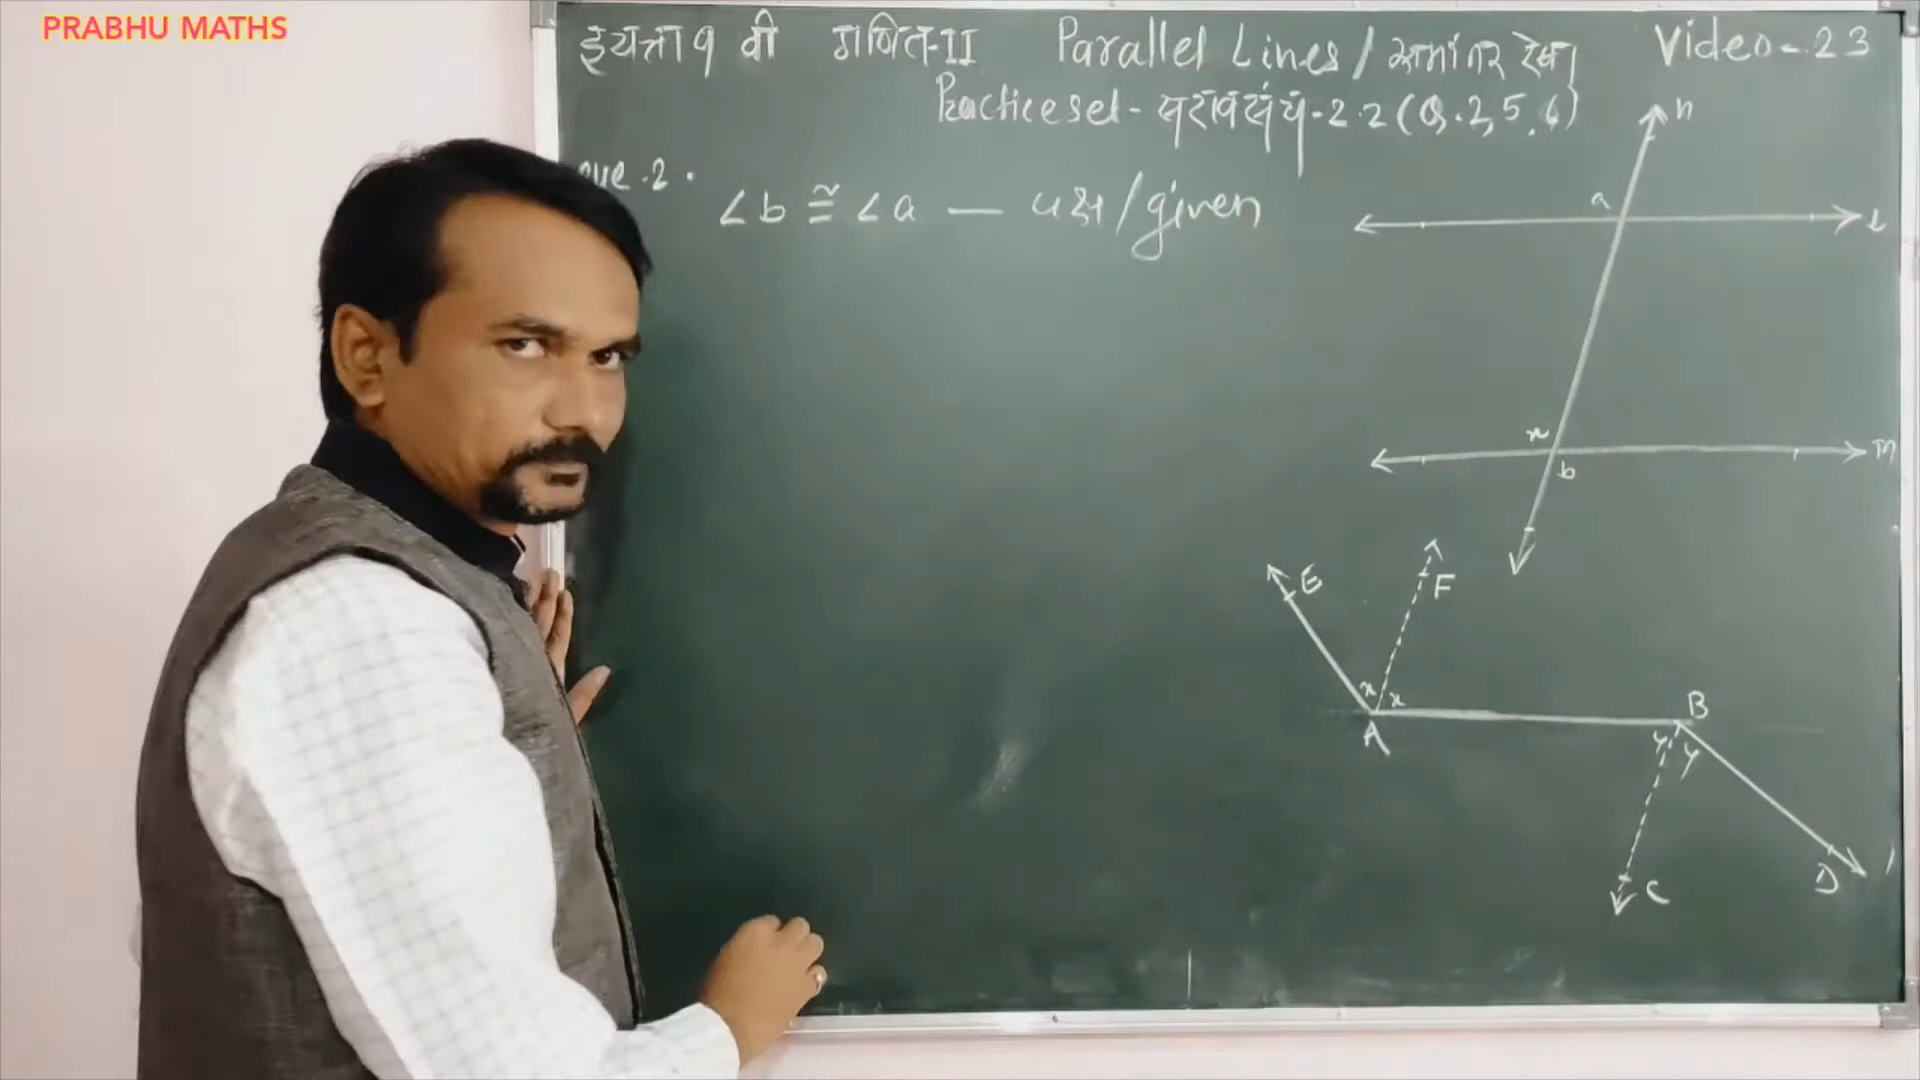 PRABHU MATHS
इयत्ता ९ वी गणित-II Parallel Lines / समांतर रेषा Video - 23
Practice set - सरावसंच - 2.2 (Q. 2, 5, 6)
que. 2.
∠b ≅ ∠a — पक्ष / given
n
a
l
x
m
b
E
F
x x
A
B
y y
C
D